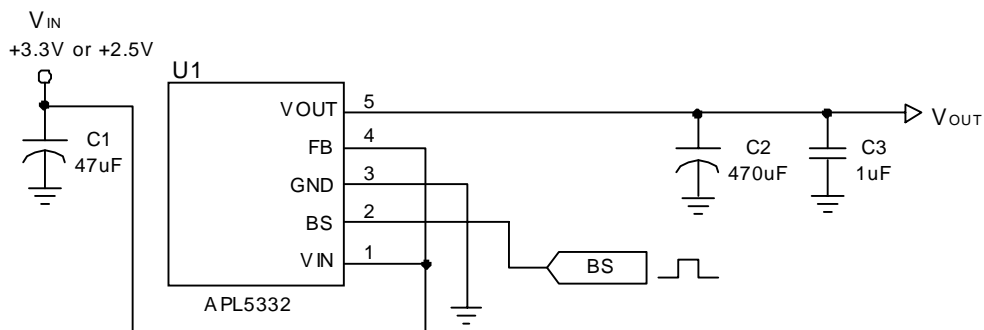 VIN
+3.3V or +2.5V
U1
VOUT 5
FB 4
GND 3
BS 2
VIN 1
APL5332
C1
47uF
C2
470uF
C3
1uF
VOUT
BS